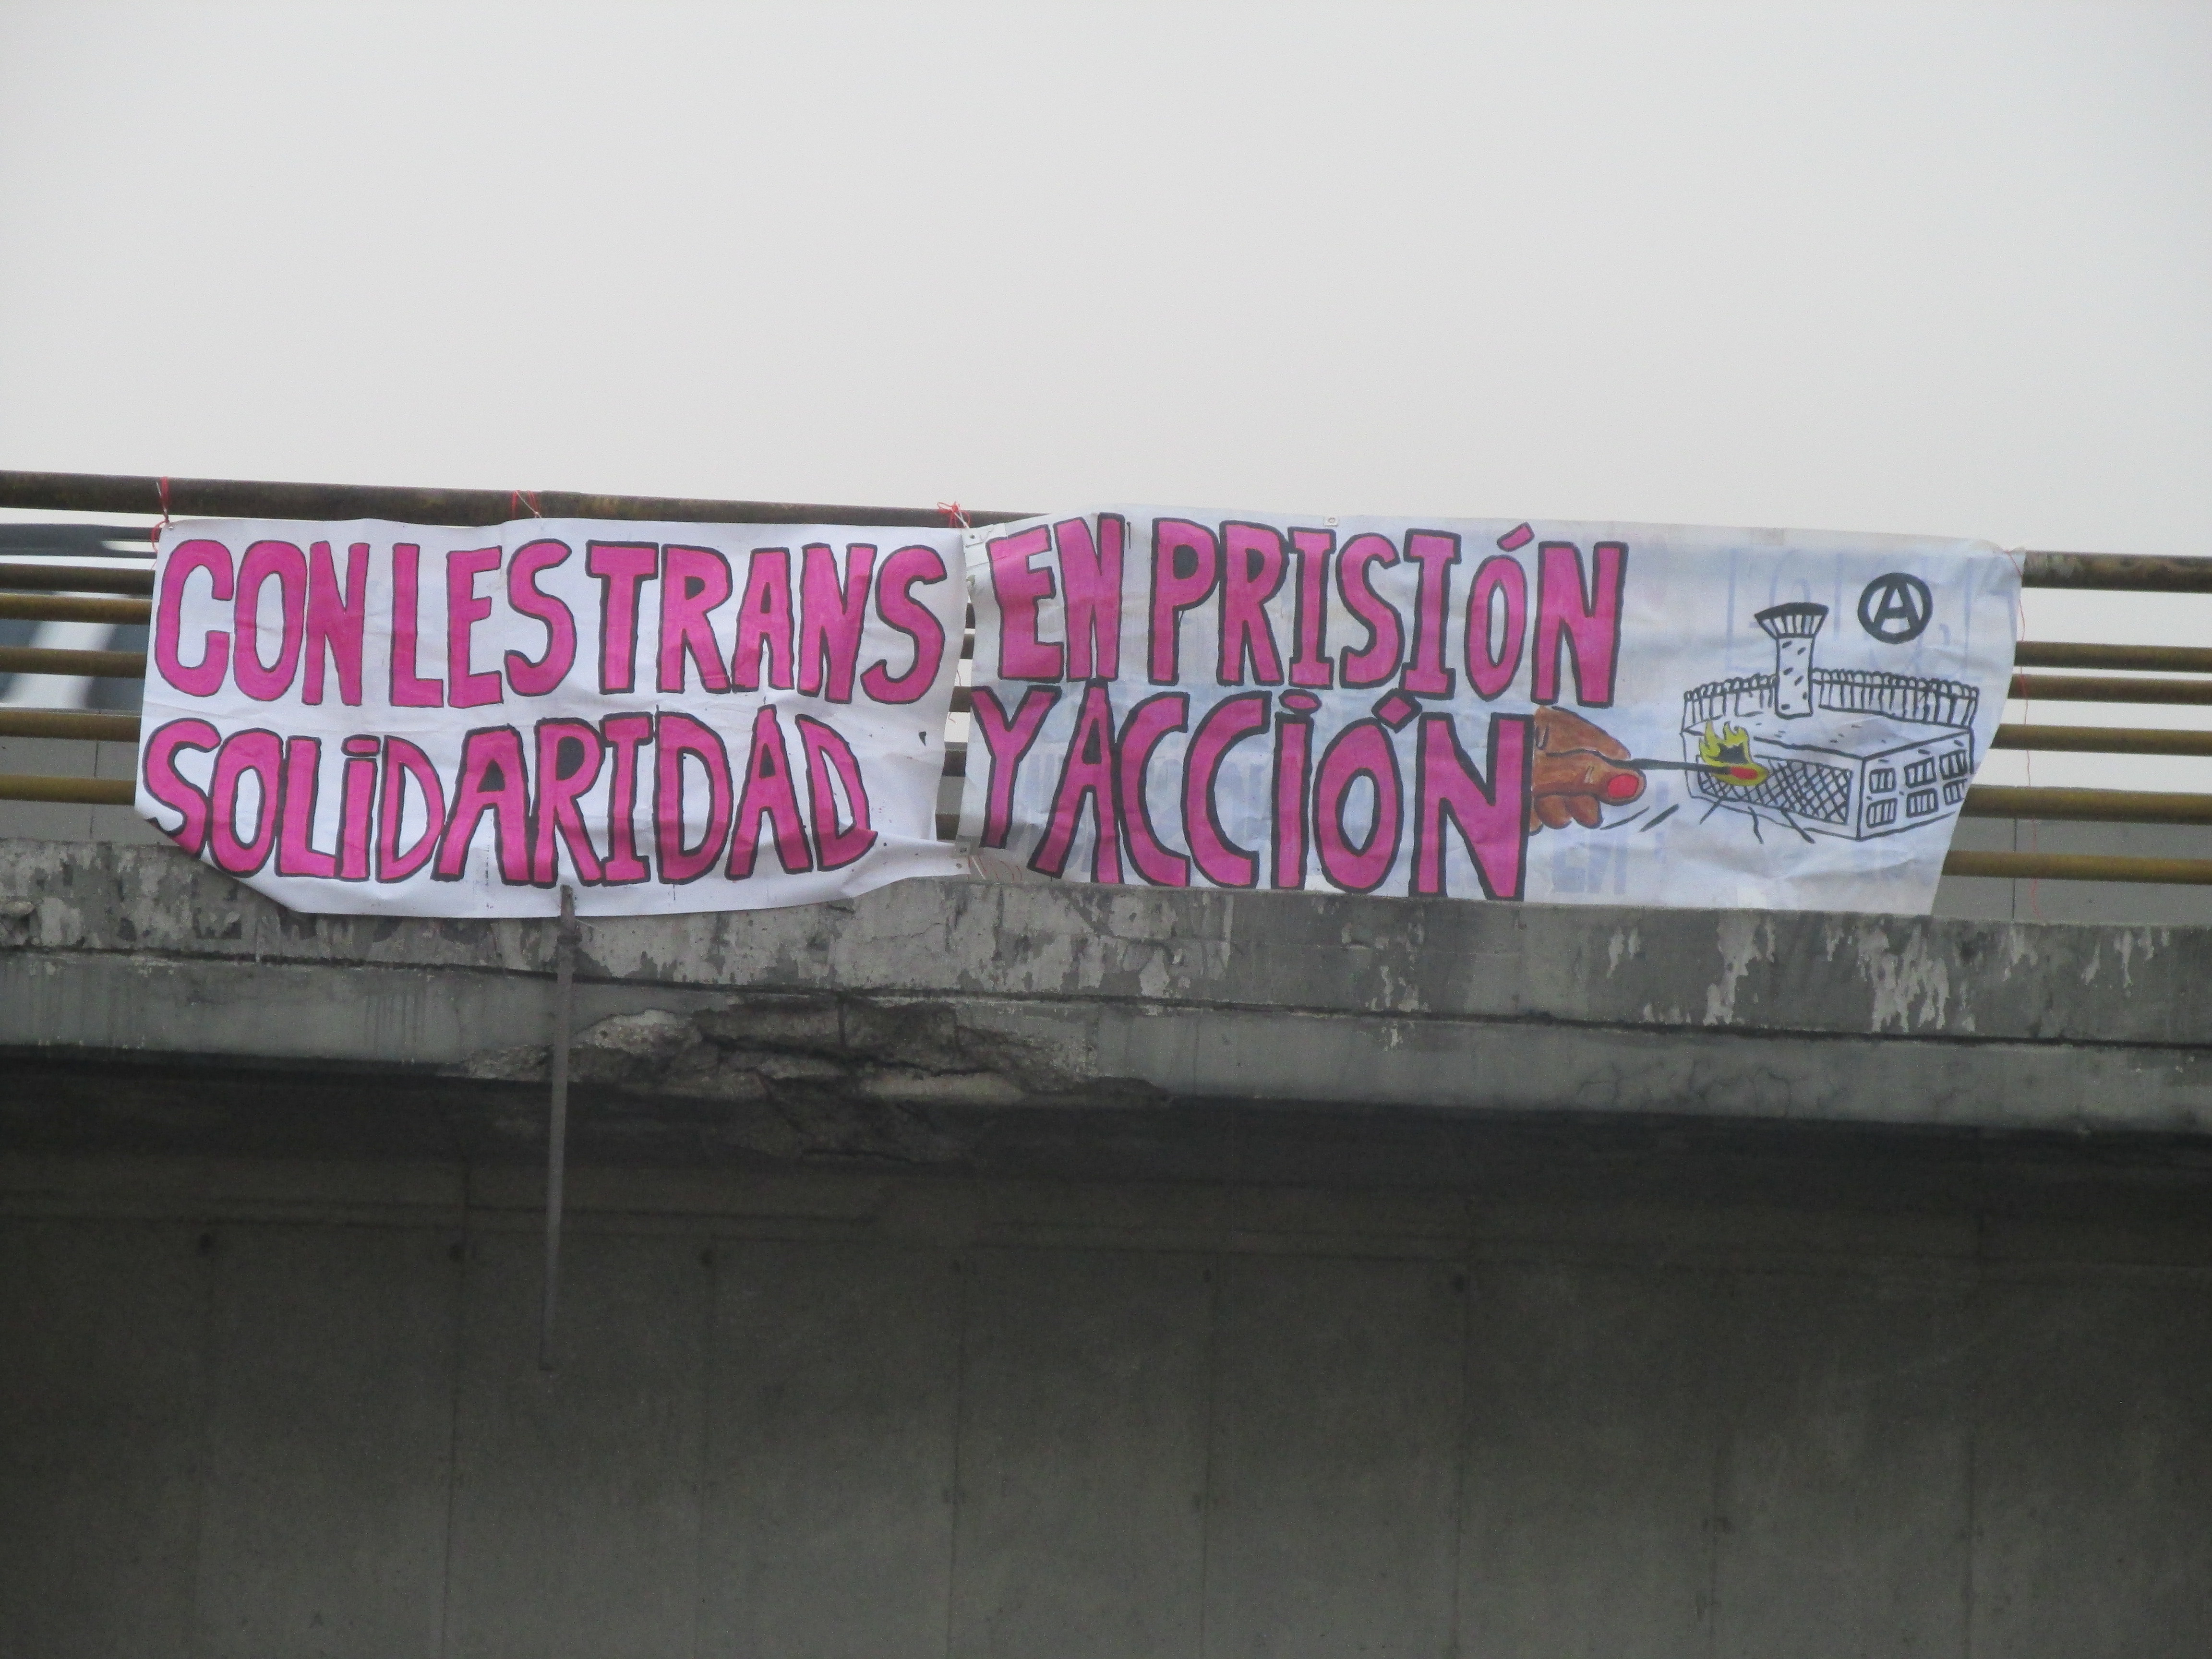 CON LES TRANS EN PRISIÓN
SOLiDARIDAD Y ACCiÓN
A